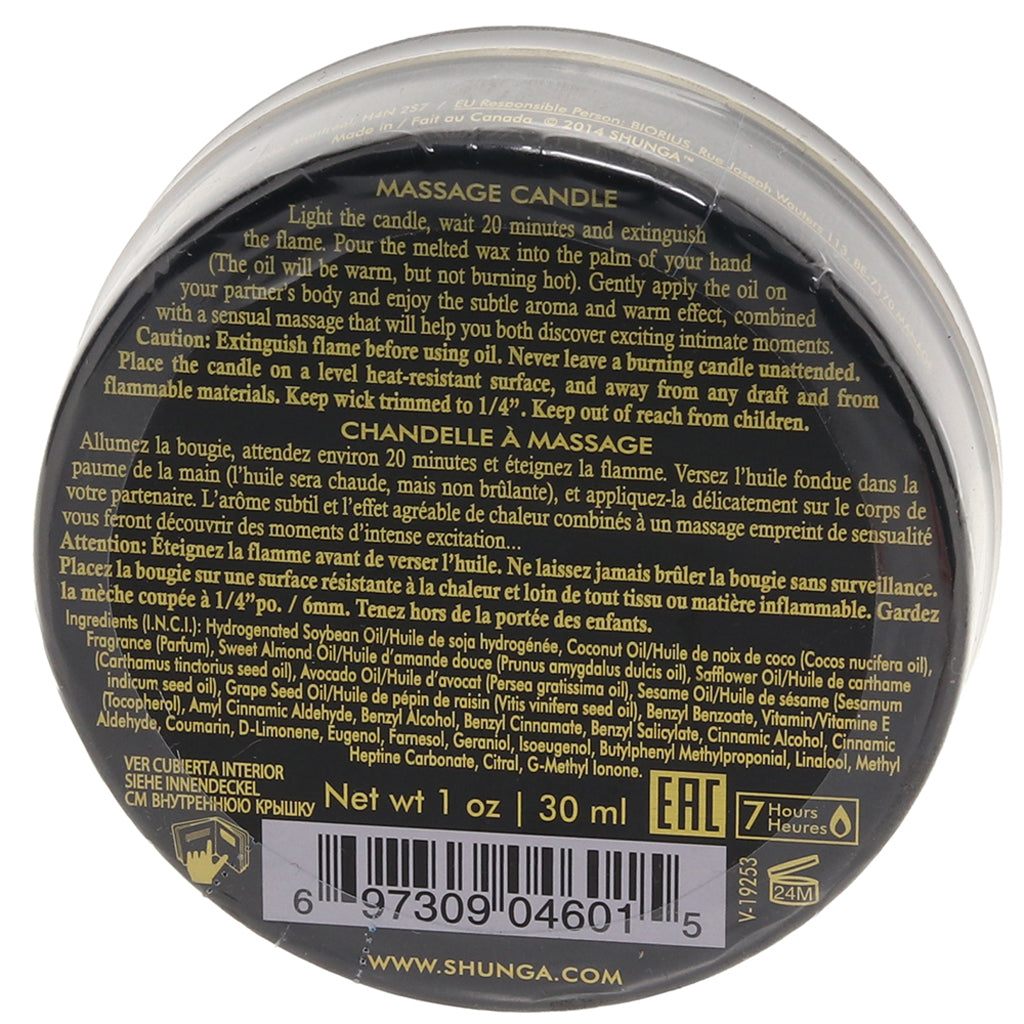 Montréal H4N 2S7 / EU Responsible Person: BIORIUS, Rue Joseph Wauters 113, BE-7170
Made in / Fait au Canada © 2014 SHUNGA™
MASSAGE CANDLE
Light the candle, wait 20 minutes and extinguish
the flame. Pour the melted wax into the palm of your hand
(The oil will be warm, but not burning hot). Gently apply the oil on
your partner's body and enjoy the subtle aroma and warm effect, combined
with a sensual massage that will help you both discover exciting intimate moments.
Caution: Extinguish flame before using oil. Never leave a burning candle unattended.
Place the candle on a level heat-resistant surface, and away from any draft and from
flammable materials. Keep wick trimmed to 1/4”. Keep out of reach from children.
CHANDELLE À MASSAGE
Allumez la bougie, attendez environ 20 minutes et éteignez la flamme. Versez l’huile fondue dans la
paume de la main (l’huile sera chaude, mais non brûlante), et appliquez-la délicatement sur le corps de
votre partenaire. L’arôme subtil et l’effet agréable de chaleur combinés à un massage empreint de sensualité
vous feront découvrir des moments d’intense excitation...
Attention: Éteignez la flamme avant de verser l’huile. Ne laissez jamais brûler la bougie sans surveillance.
Placez la bougie sur une surface résistante à la chaleur et loin de tout tissu ou matière inflammable. Gardez
la mèche coupée à 1/4”po. / 6mm. Tenez hors de la portée des enfants.
Ingredients (I.N.C.I.): Hydrogenated Soybean Oil/Huile de soja hydrogénée, Coconut Oil/Huile de noix de coco (Cocos nucifera oil),
Fragrance (Parfum), Sweet Almond Oil/Huile d’amande douce (Prunus amygdalus dulcis oil), Safflower Oil/Huile de carthame
(Carthamus tinctorius seed oil), Avocado Oil/Huile d’avocat (Persea gratissima oil), Sesame Oil/Huile de sésame (Sesamum
indicum seed oil), Grape Seed Oil/Huile de pépin de raisin (Vitis vinifera seed oil), Benzyl Benzoate, Vitamin/Vitamine E
(Tocopherol), Amyl Cinnamic Aldehyde, Benzyl Alcohol, Benzyl Cinnamate, Benzyl Salicylate, Cinnamic Alcohol, Cinnamic
Aldehyde, Coumarin, D-Limonene, Eugenol, Farnesol, Geraniol, Isoeugenol, Butylphenyl Methylpropional, Linalool, Methyl
Heptine Carbonate, Citral, G-Methyl Ionone.
VER CUBIERTA INTERIOR
SIEHE INNENDECKEL
СМ ВНУТРЕННЮЮ КРЫШКУ
Net wt 1 oz | 30 ml
EAC
7 Hours
Heures
V-19253
24M
6 97309 04601 5
WWW.SHUNGA.COM